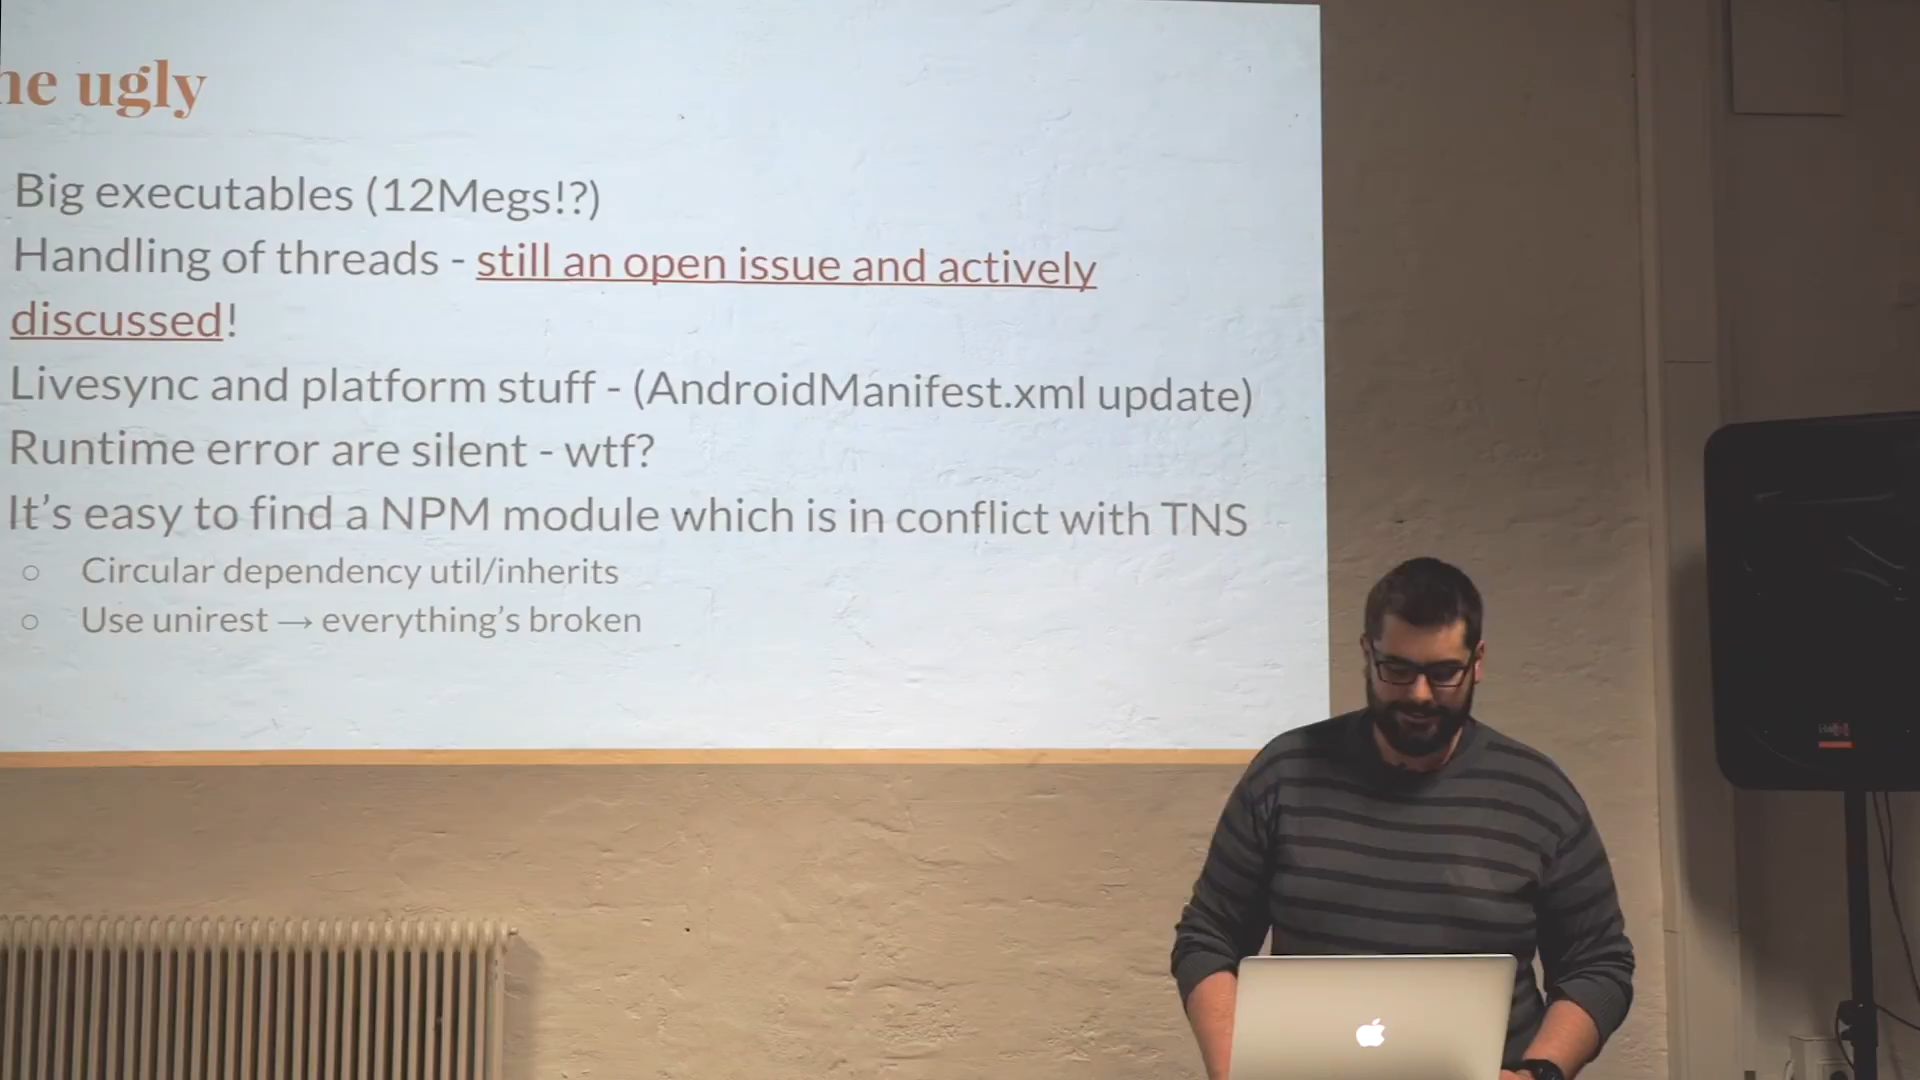 he ugly
Big executables (12Megs!?)
Handling of threads - still an open issue and actively
discussed!
Livesync and platform stuff - (AndroidManifest.xml update)
Runtime error are silent - wtf?
It's easy to find a NPM module which is in conflict with TNS
○ Circular dependency util/inherits
○ Use unirest → everything's broken